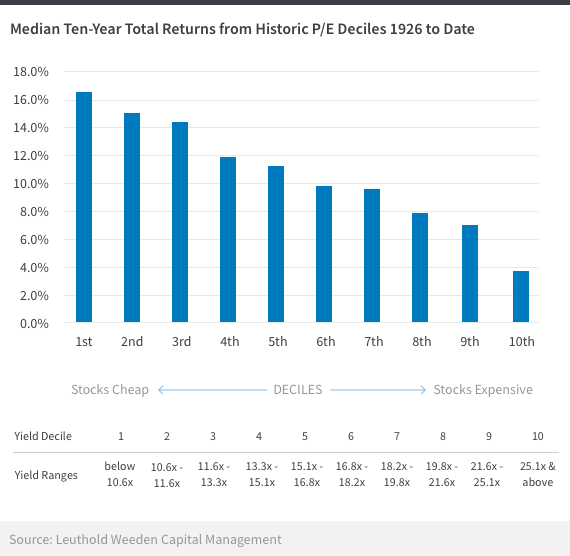 Median Ten-Year Total Returns from Historic P/E Deciles 1926 to Date
18.0%
16.0%
14.0%
12.0%
10.0%
8.0%
6.0%
4.0%
2.0%
0.0%
1st 2nd 3rd 4th 5th 6th 7th 8th 9th 10th
Stocks Cheap DECILES Stocks Expensive
Yield Decile 1 2 3 4 5 6 7 8 9 10
Yield Ranges below 10.6x - 11.6x - 13.3x - 15.1x - 16.8x - 18.2x - 19.8x - 21.6x - 25.1x &
10.6x 11.6x 13.3x 15.1x 16.8x 18.2x 19.8x 21.6x 25.1x above
Source: Leuthold Weeden Capital Management